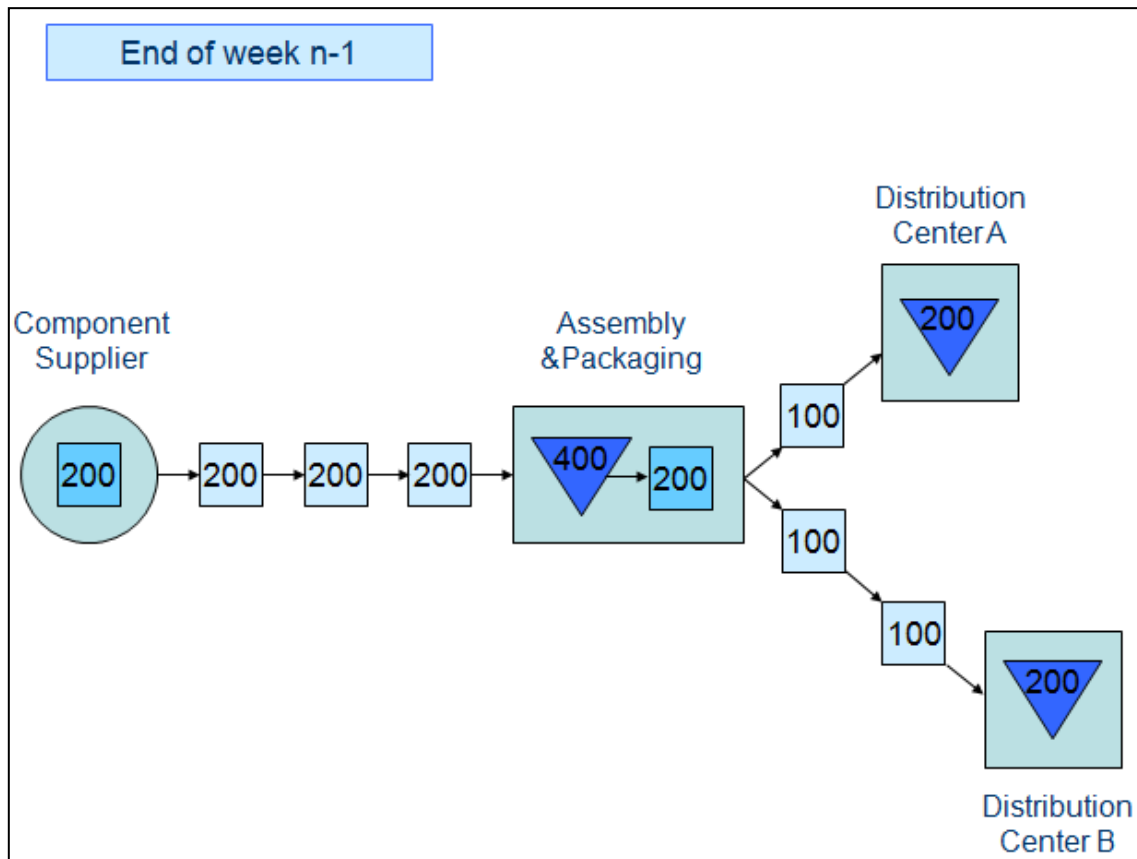 End of week n-1
Distribution
Center A
200
Component
Supplier
Assembly
&Packaging
100
200
200
200
200
400
200
100
100
200
Distribution
Center B